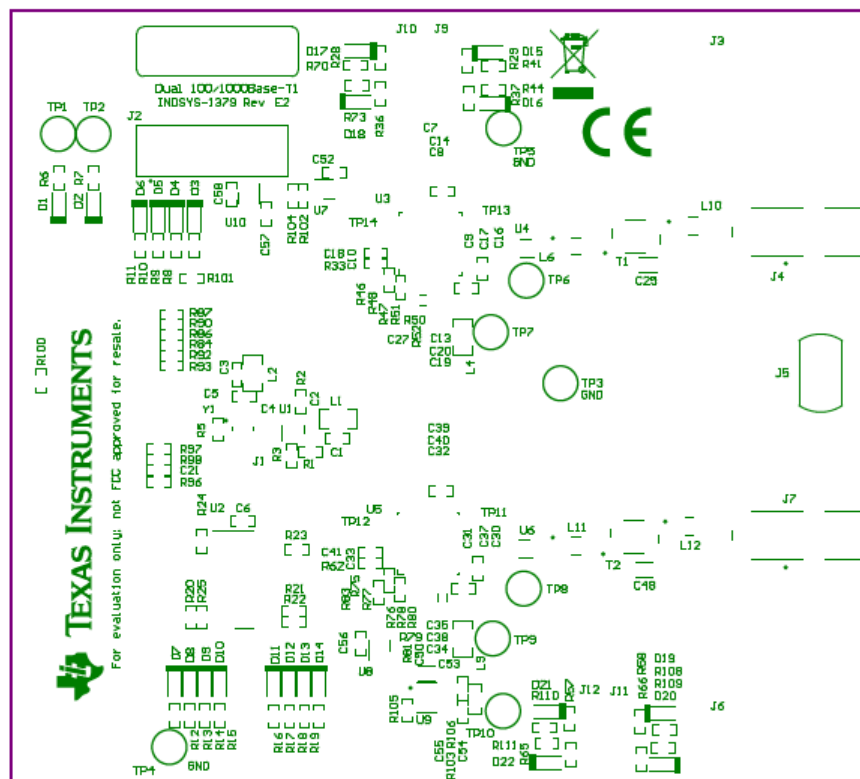 J10 J9
J3
D17
R28
R70
D15
R29
R41
Dual 100/1000Base-T1
INDSYS-1379 Rev E2
R44
R37
D16
TP1 TP2
J2
R73
D18
R36
C7
C14
C8
TP5
GND
CE
C52
R6
R7
D1
D2
D6
D5
D4
D3
C58
U10
C57
R104
R102
U7
U3
TP14
TP13
U4
C9
C17
C16
L10
L6
T1
C29
J4
R11
R10
R9
R8
R101
C18
R33
C10
R46
R48
R47
R51
R50
R52
C27
TP6
TP7
C13
C20
C19
L4
R87
R90
R86
R84
R92
R93
R100
C3
L2
C5
C4
Y1
U1
R2
C2
L1
C1
R5
J1
R3
R1
TP3
GND
J5
C39
C40
C32
R97
R98
C21
R96
R24
U2
C6
R23
U5
TP12
TP11
C41
R62
C33
C31
C37
C30
U6
L11
T2
L12
C48
J7
R20
R25
R21
R22
R83
R75
R77
R76
R78
R80
R79
R81
C50
C35
C38
C34
TP8
TP9
L9
TEXAS INSTRUMENTS
For evaluation only; not FCC approved for resale.
D7
D8
D9
D10
D11
D12
D13
D14
C56
U8
C53
R105
U9
R12
R14
R13
R15
R16
R17
R18
R19
TP4
GND
C55
R103
R106
C54
TP10
D21
R110
R67
J12
J11
R111
R65
D22
R68
R66
D19
R108
R109
D20
J6